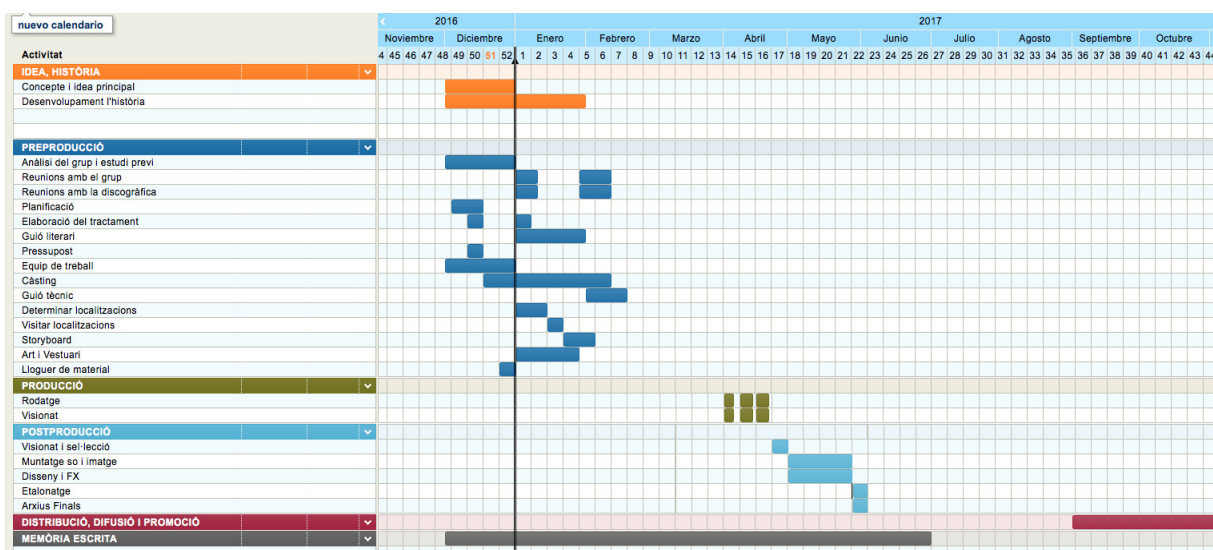 nuevo calendario
2016 2017
Noviembre Diciembre Enero Febrero Marzo Abril Mayo Junio Julio Agosto Septiembre Octubre
Activitat 4 45 46 47 48 49 50 51 52 1 2 3 4 5 6 7 8 9 10 11 12 13 14 15 16 17 18 19 20 21 22 23 24 25 26 27 28 29 30 31 32 33 34 35 36 37 38 39 40 41 42 43 44
IDEA, HISTÒRIA
Concepte i idea principal
Desenvolupament l'història
PREPRODUCCIÓ
Anàlisi del grup i estudi previ
Reunions amb el grup
Reunions amb la discogràfica
Planificació
Elaboració del tractament
Guió literari
Pressupost
Equip de treball
Càsting
Guió tècnic
Determinar localitzacions
Visitar localitzacions
Storyboard
Art i Vestuari
Lloguer de material
PRODUCCIÓ
Rodatge
Visionat
POSTPRODUCCIÓ
Visionat i sel·lecció
Muntatge so i imatge
Disseny i FX
Etalonatge
Arxius Finals
DISTRIBUCIÓ, DIFUSIÓ I PROMOCIÓ
MEMÒRIA ESCRITA